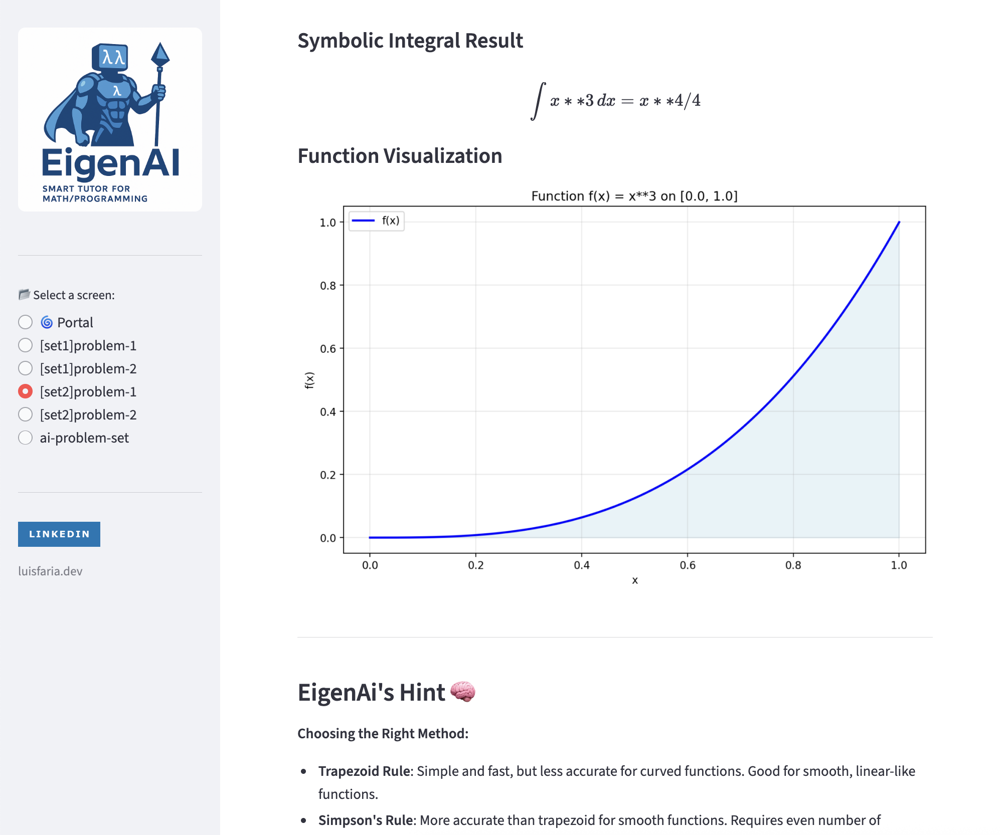 λλ
λ
EigenAI
SMART TUTOR FOR
MATH/PROGRAMMING
📂 Select a screen:
🌀 Portal
[set1]problem-1
[set1]problem-2
[set2]problem-1
[set2]problem-2
ai-problem-set
LINKEDIN
luisfaria.dev
Symbolic Integral Result
∫ x ∗ ∗3 dx = x ∗ ∗4/4
Function Visualization
Function f(x) = x**3 on [0.0, 1.0]
f(x)
1.0
0.8
0.6
0.4
0.2
0.0
f(x)
0.0 0.2 0.4 0.6 0.8 1.0
x
EigenAi's Hint 🧠
Choosing the Right Method:
• Trapezoid Rule: Simple and fast, but less accurate for curved functions. Good for smooth, linear-like
functions.
• Simpson's Rule: More accurate than trapezoid for smooth functions. Requires even number of